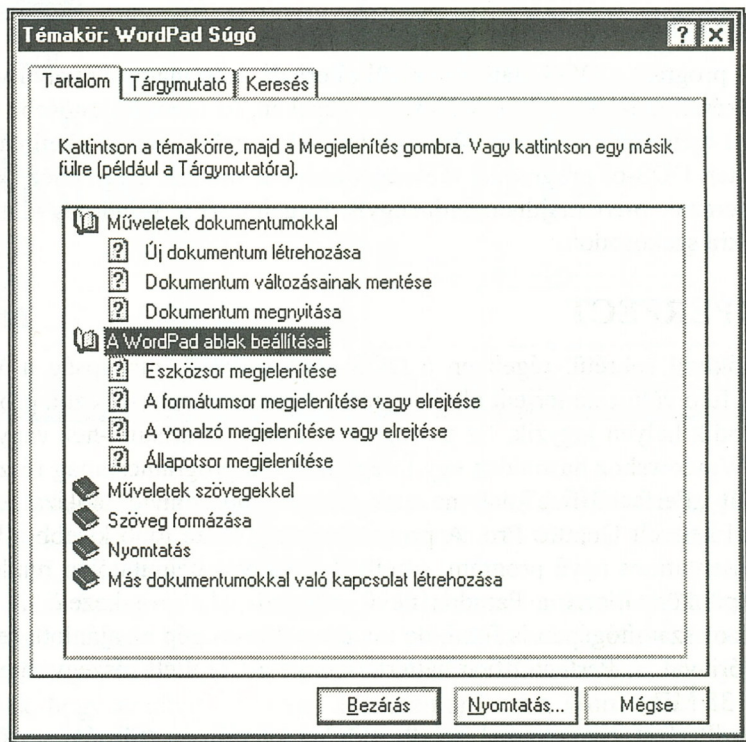 Témakör: WordPad Súgó
Tartalom Tárgymutató Keresés
Kattintson a témakörre, majd a Megjelenítés gombra. Vagy kattintson egy másik
fülre (például a Tárgymutatóra).
Műveletek dokumentumokkal
Új dokumentum létrehozása
Dokumentum változásainak mentése
Dokumentum megnyitása
A WordPad ablak beállításai
Eszközsor megjelenítése
A formátumsor megjelenítése vagy elrejtése
A vonalzó megjelenítése vagy elrejtése
Állapotsor megjelenítése
Műveletek szövegekkel
Szöveg formázása
Nyomtatás
Más dokumentumokkal való kapcsolat létrehozása
Bezárás Nyomtatás... Mégse